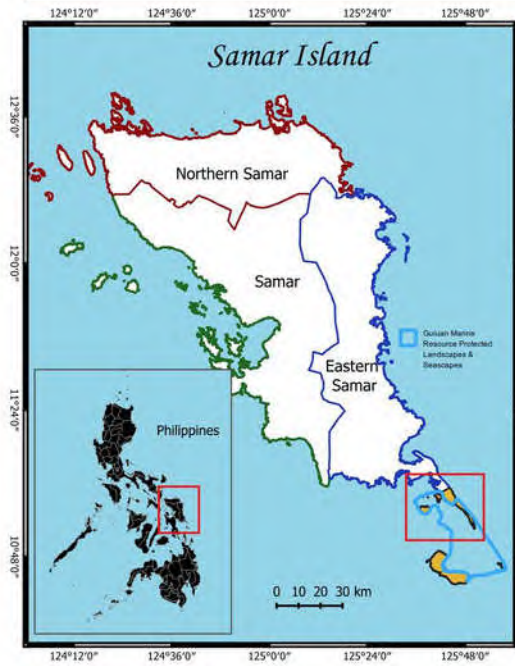 124°12'0" 124°36'0" 125°0'0" 125°24'0" 125°48'0"
Samar Island
12°36'0"
Northern Samar
12°0'0"
Samar
Guiuan Marine
Resource Protected
Landscapes &
Seascapes
Eastern
Samar
11°24'0"
Philippines
10°48'0"
0 10 20 30 km
124°12'0" 124°36'0" 125°0'0" 125°24'0" 125°48'0"